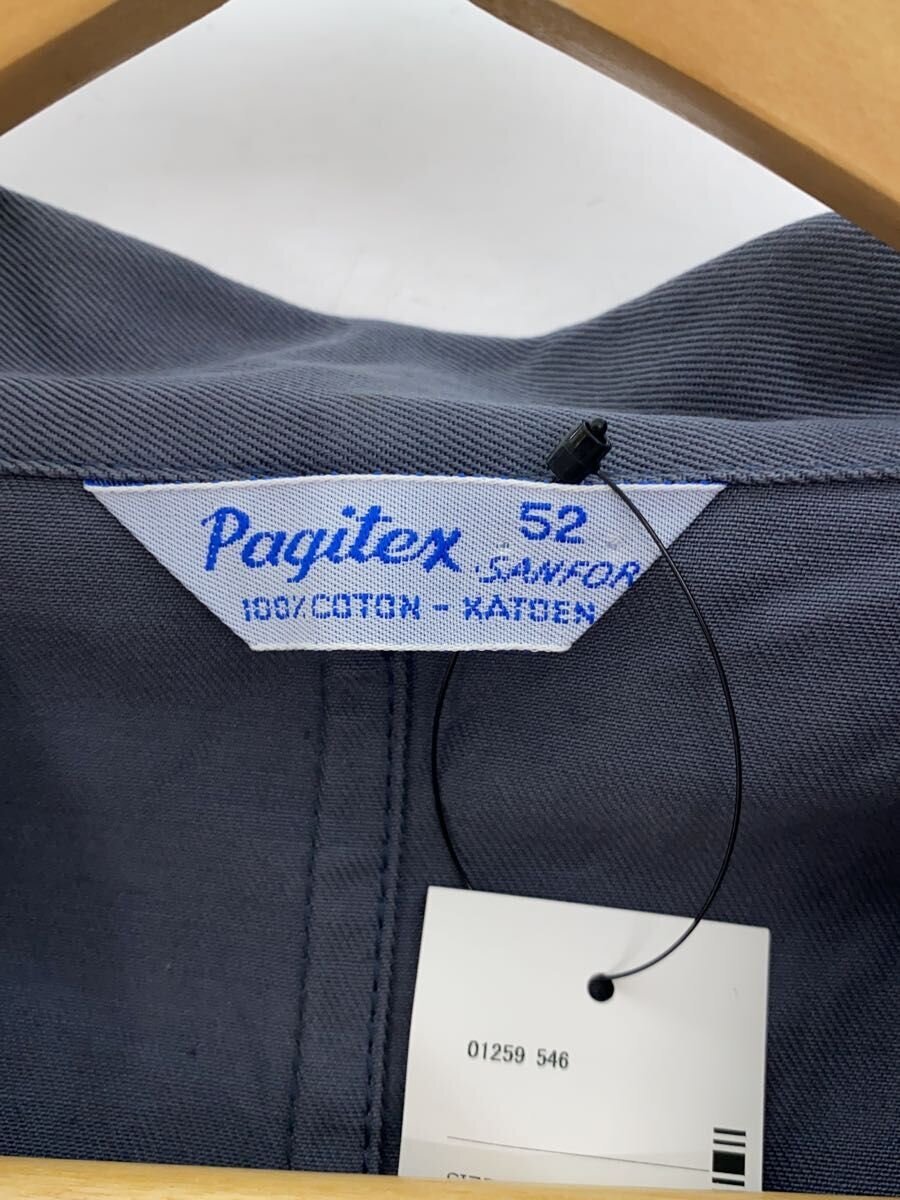 Pagitex 52
SANFOR
100% COTON - KATOEN
01259 546